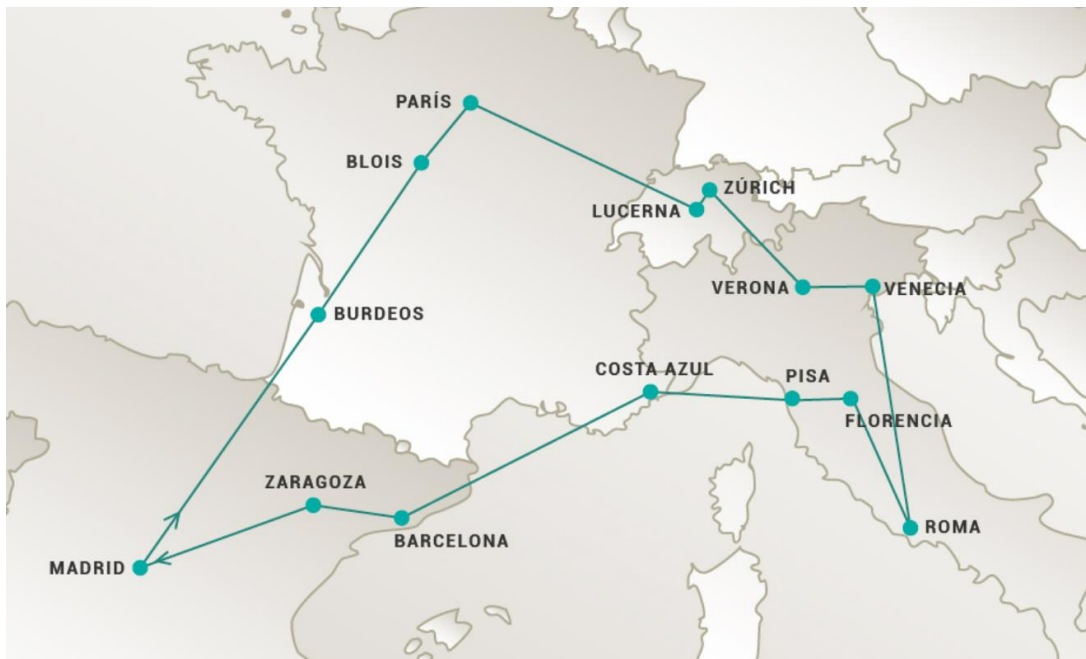 PARÍS
BLOIS
ZÚRICH
LUCERNA
VERONA
VENECIA
BURDEOS
COSTA AZUL
PISA
FLORENCIA
ZARAGOZA
BARCELONA
ROMA
MADRID